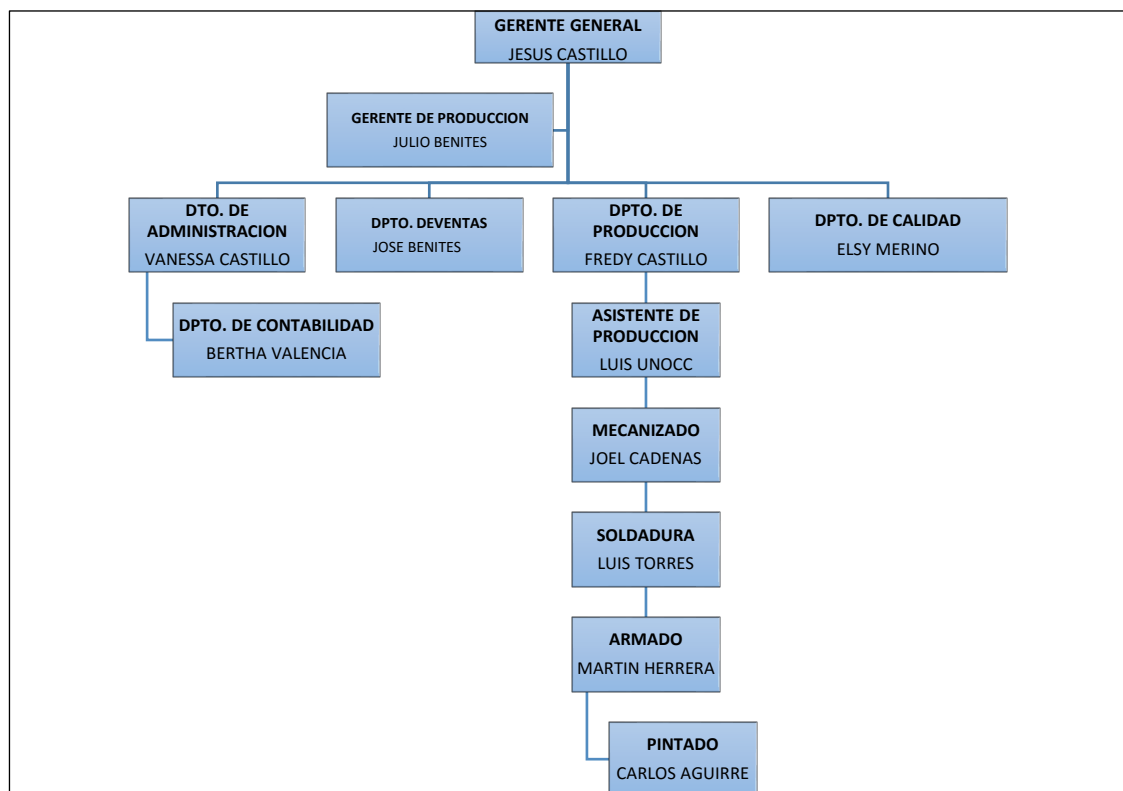 GERENTE GENERAL
JESUS CASTILLO
GERENTE DE PRODUCCION
JULIO BENITES
DTO. DE
ADMINISTRACION
VANESSA CASTILLO
DPTO. DEVENTAS
JOSE BENITES
DPTO. DE
PRODUCCION
FREDY CASTILLO
DPTO. DE CALIDAD
ELSY MERINO
DPTO. DE CONTABILIDAD
BERTHA VALENCIA
ASISTENTE DE
PRODUCCION
LUIS UNOCC
MECANIZADO
JOEL CADENAS
SOLDADURA
LUIS TORRES
ARMADO
MARTIN HERRERA
PINTADO
CARLOS AGUIRRE